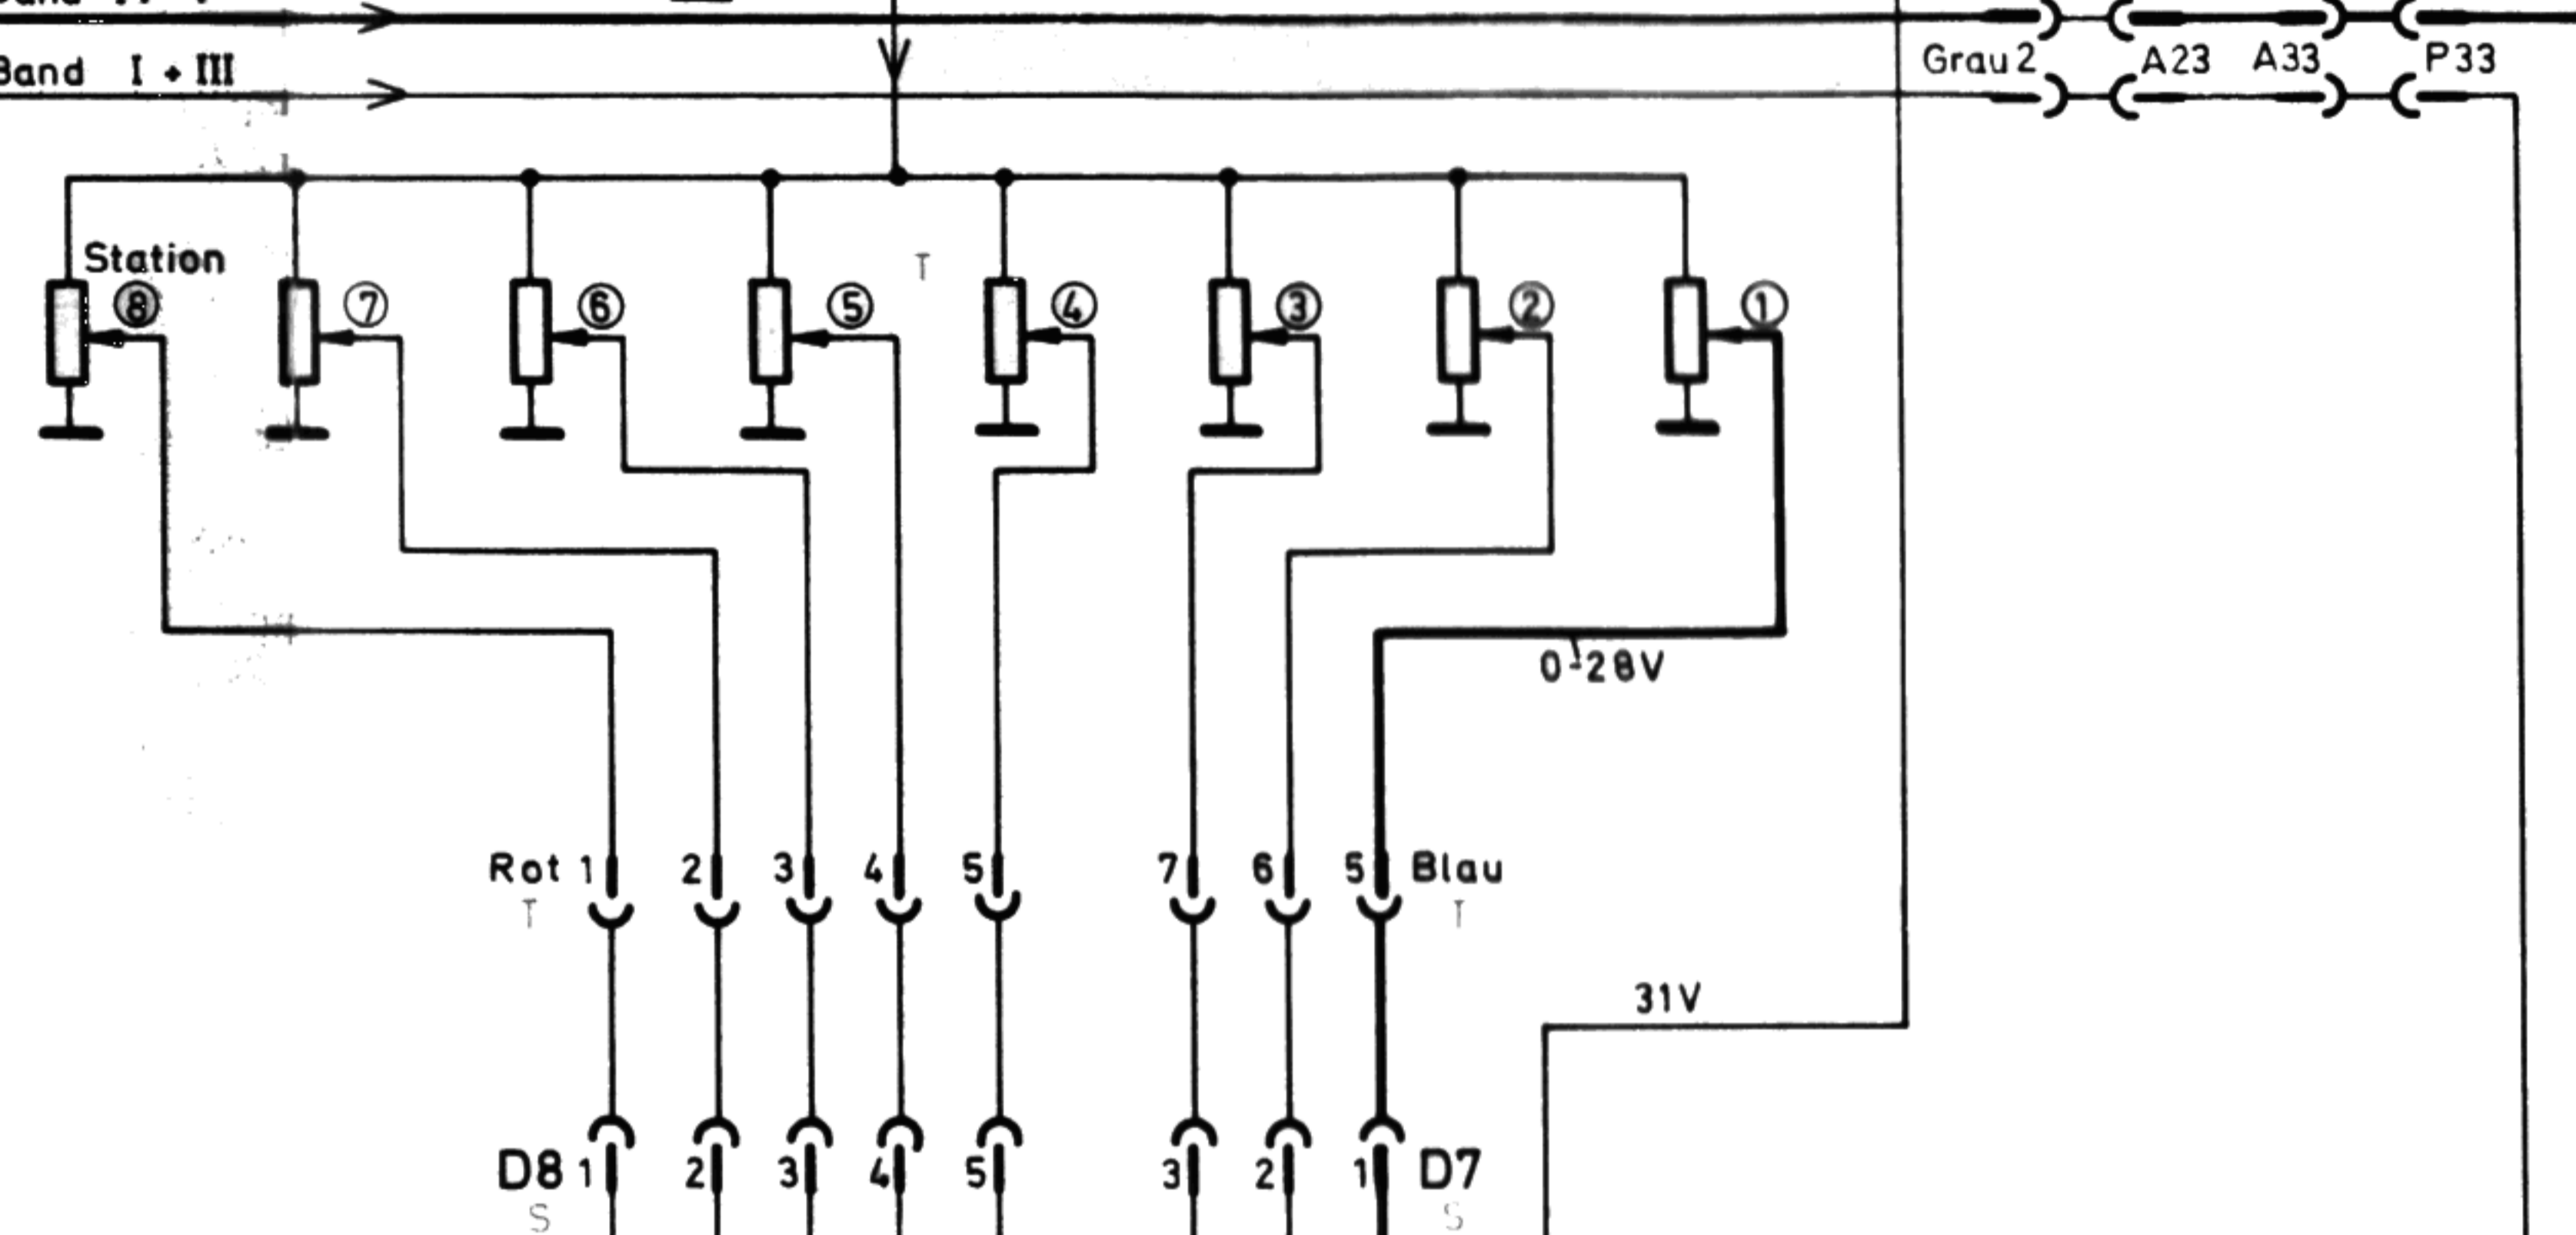 Band I + III
Grau 2 A23 A33 P33
Station
8 7 6 5 T 4 3 2 1
0-28V
Rot 1 2 3 4 5 7 6 5 Blau
T T
31V
D8 1 2 3 4 5 3 2 1 D7
S S